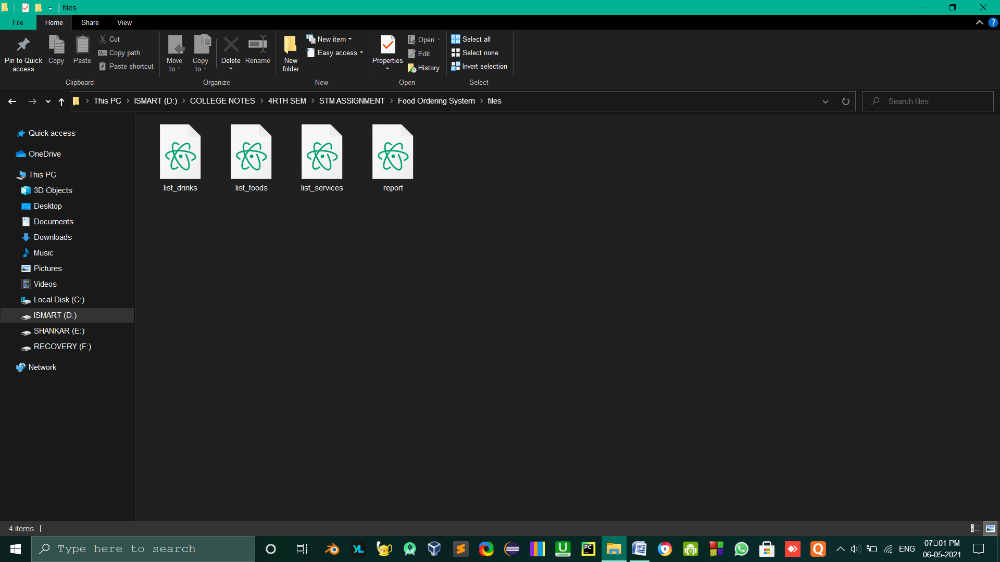 files
File Home Share View
Pin to Quick access
Copy
Paste
Cut
Copy path
Paste shortcut
Clipboard
Move to
Copy to
Delete
Rename
Organize
New folder
New item
Easy access
New
Properties
Open
Edit
History
Open
Select all
Select none
Invert selection
Select
This PC > ISMART (D:) > COLLEGE NOTES > 4RTH SEM > STM ASSIGNMENT > Food Ordering System > files
Search files
Quick access
OneDrive
This PC
3D Objects
Desktop
Documents
Downloads
Music
Pictures
Videos
Local Disk (C:)
ISMART (D:)
SHANKAR (E:)
RECOVERY (F:)
Network
list_drinks
list_foods
list_services
report
4 items
Type here to search
XL
U
udeler
PC
W
Q
ENG
07▯01 PM
06-05-2021